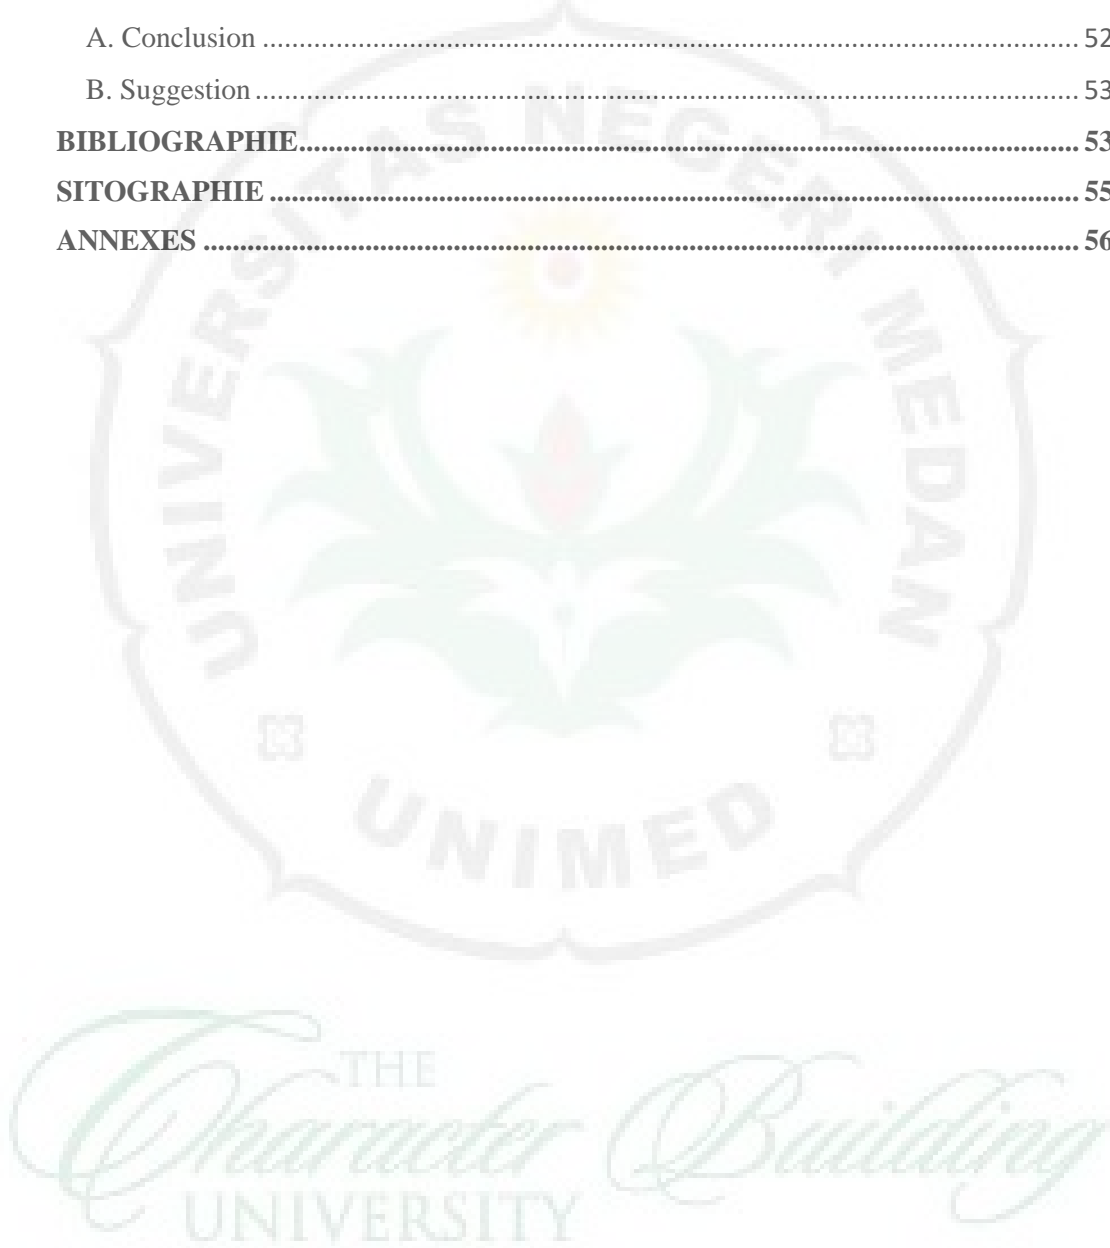 A. Conclusion ........................................................................................................ 52
B. Suggestion ........................................................................................................ 53
BIBLIOGRAPHIE ........................................................................................................ 53
SITOGRAPHIE ........................................................................................................ 55
ANNEXES ........................................................................................................ 56
UNIVERSITAS NEGERI MEDAN
UNIMED
THE
Character Building
UNIVERSITY